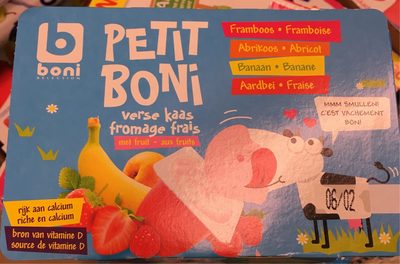 boni
SELECTION
PETIT
BONI
verse kaas
fromage frais
met fruit - aux fruits
Framboos • Framboise
Abrikoos • Abricot
Banaan • Banane
Aardbei • Fraise
MMM SMULLEN!
C'EST VACHEMENT
BON!
06/02
rijk aan calcium
riche en calcium
bron van vitamine D
source de vitamine D